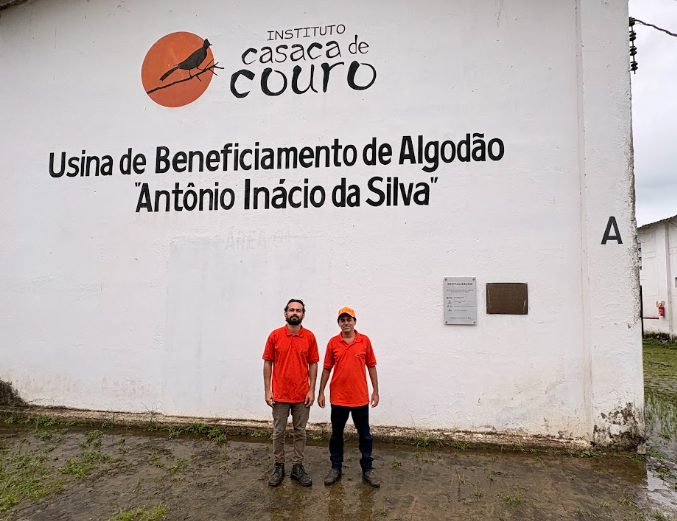 INSTITUTO
casaca de
couro
Usina de Beneficiamento de Algodão
"Antônio Inácio da Silva"
A